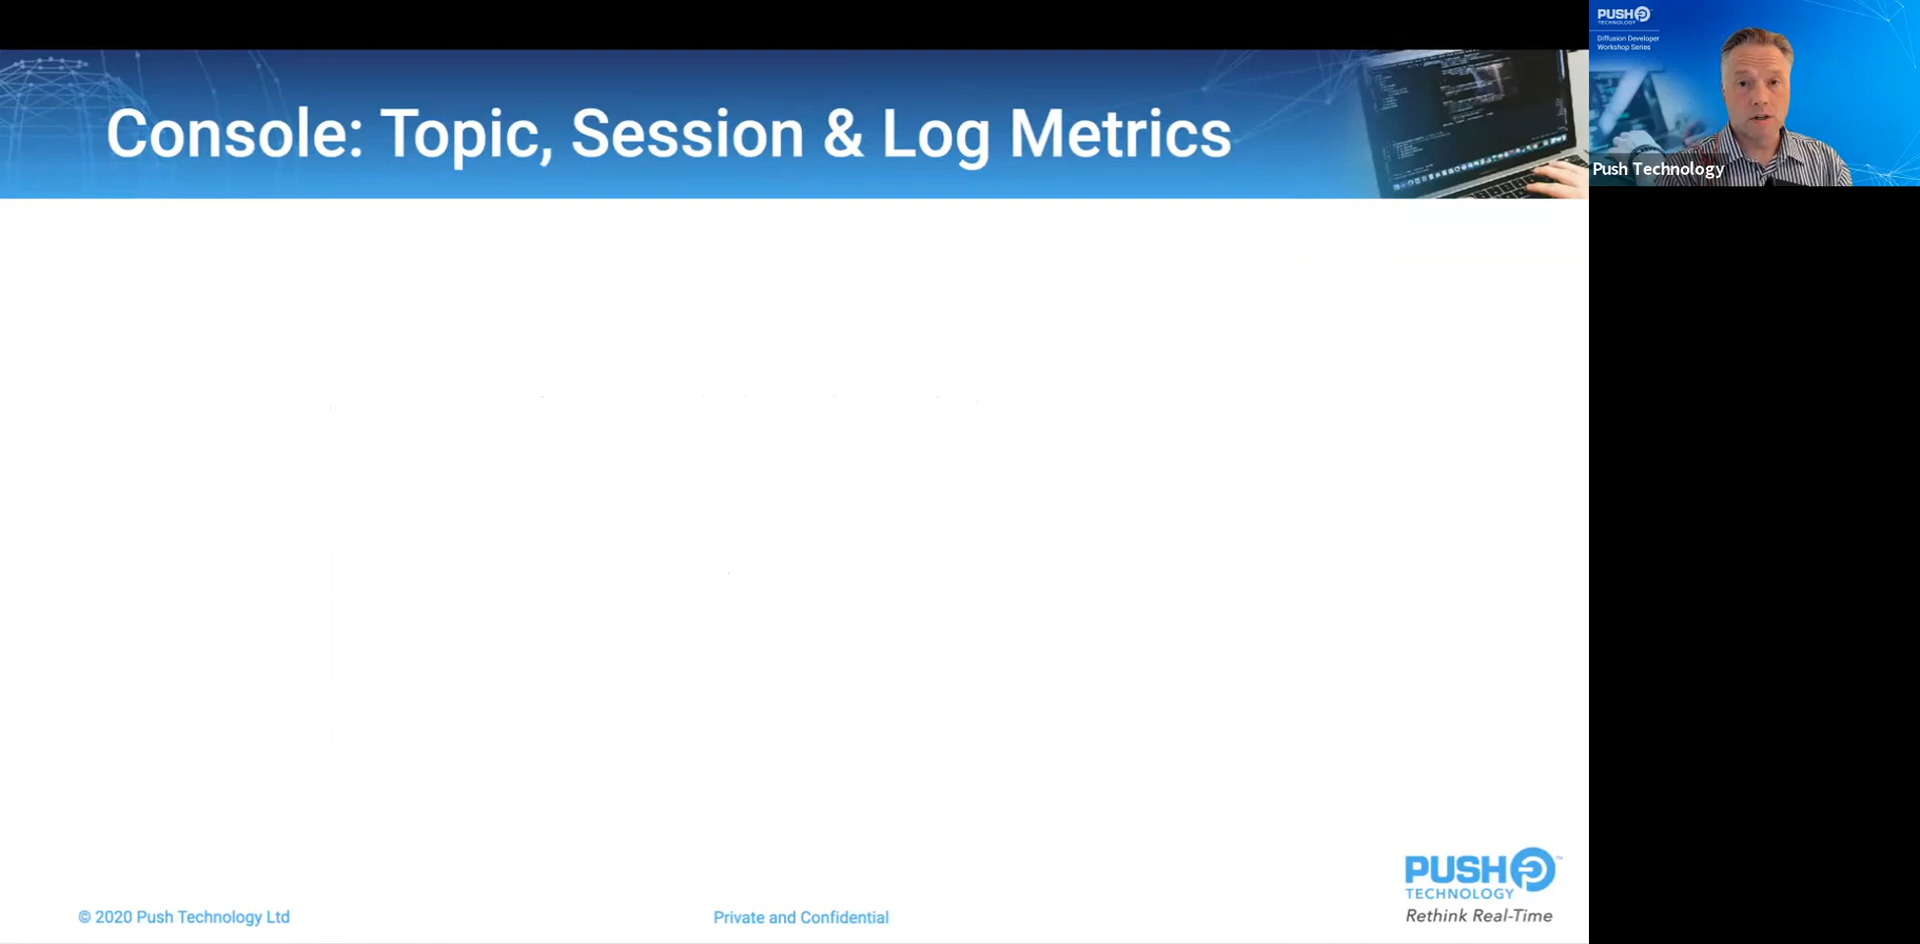 Console: Topic, Session & Log Metrics
PUSH
TECHNOLOGY
Diffusion Developer
Workshop Series
Push Technology
PUSH
TECHNOLOGY
Rethink Real-Time
© 2020 Push Technology Ltd
Private and Confidential